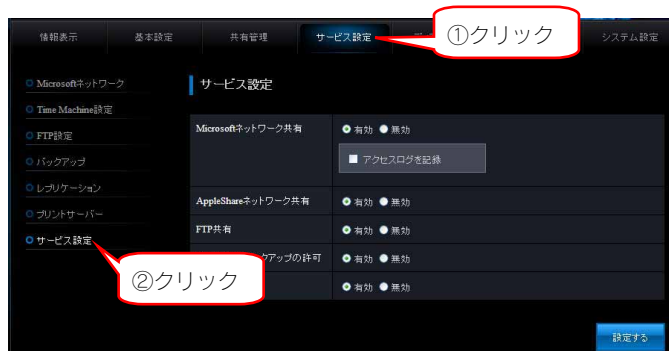 情報表示 基本設定 共有管理 サービス設定 システム設定
①クリック
Microsoftネットワーク
Time Machine設定
FTP設定
バックアップ
レプリケーション
プリントサーバー
サービス設定
②クリック
サービス設定
Microsoftネットワーク共有 有効 無効
アクセスログを記録
AppleShareネットワーク共有 有効 無効
FTP共有 有効 無効
クアップの許可 有効 無効
有効 無効
設定する